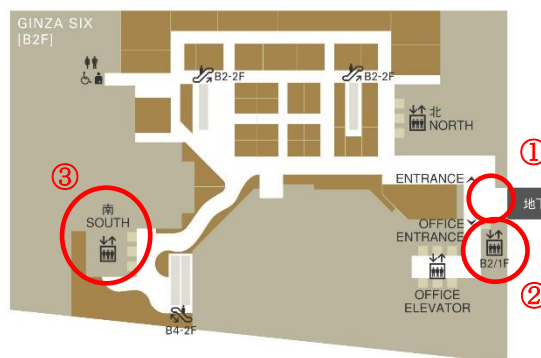 GINZA SIX
[B2F]
B2-2F
B2-2F
北
NORTH
①
ENTRANCE
③
南
SOUTH
地下
OFFICE
ENTRANCE
B2/1F
②
OFFICE
ELEVATOR
B4-2F